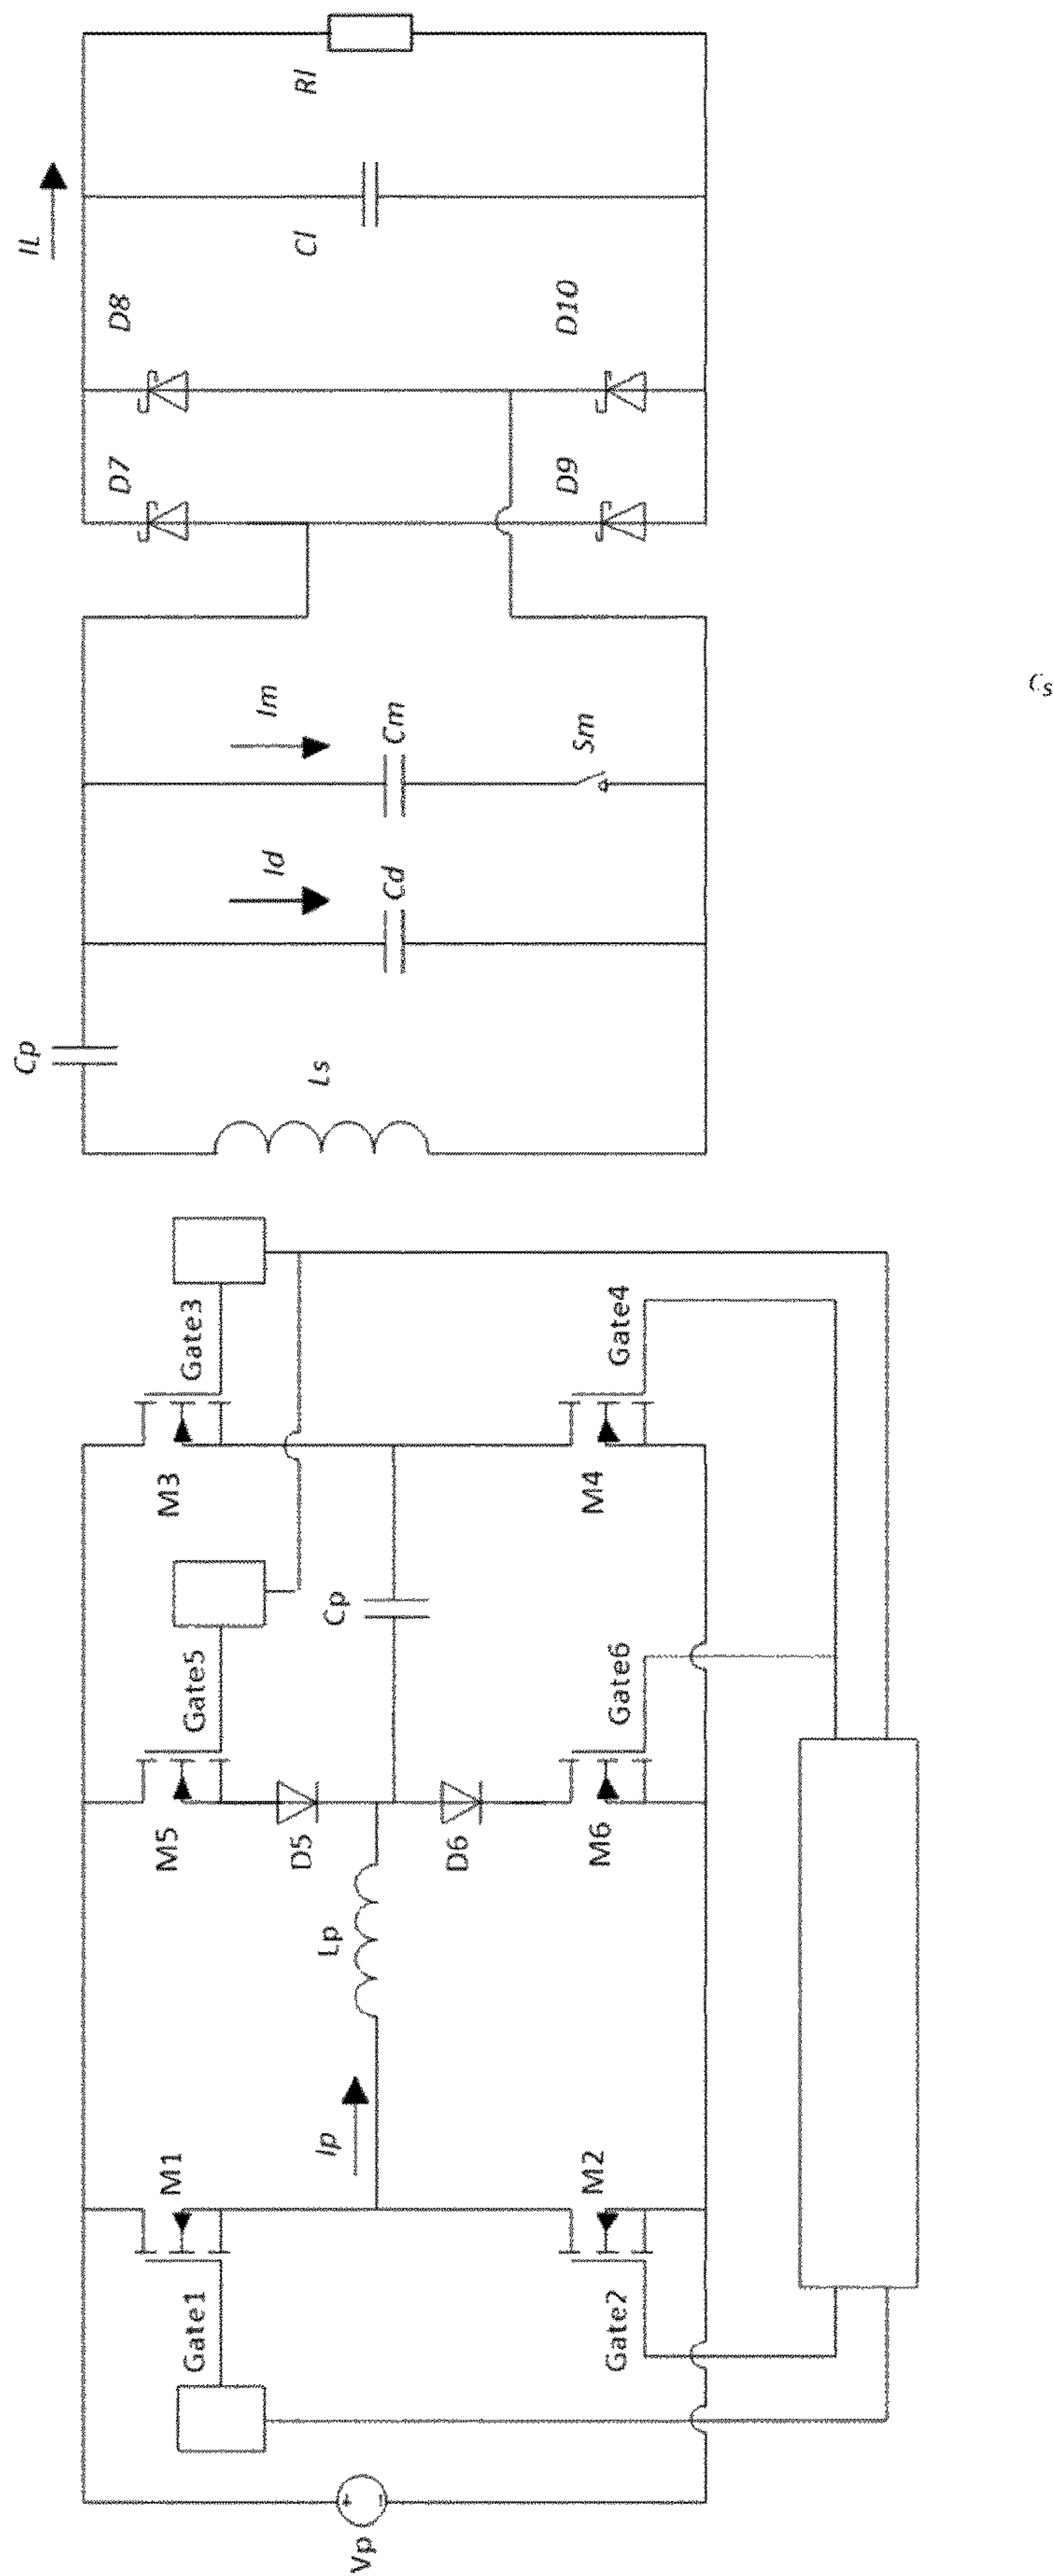 Vp
Gate1
M1
Gate2
M2
Ip
Lp
M5
Gate5
D5
D6
M6
Gate6
Cp
M3
Gate3
M4
Gate4
Cp
Ls
Id
Cd
Im
Cm
Sm
D7
D8
D9
D10
IL
Cl
Rl
Cs